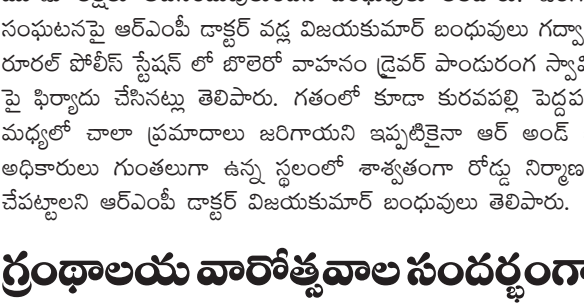 సంఘటనపై ఆర్ఎంపీ డాక్టర్ వడ్ల విజయకుమార్ బంధువులు గద్వా
రూరల్ పోలీస్ స్టేషన్ లో బొలెరో వాహనం డ్రైవర్ పాండురంగ స్వామి
పై ఫిర్యాదు చేసినట్లు తెలిపారు. గతంలో కూడా కురవపల్లి పెద్దప
మధ్యలో చాలా ప్రమాదాలు జరిగాయని ఇప్పటికైనా ఆర్ అండ్
అధికారులు గుంతలుగా ఉన్న స్థలంలో శాశ్వతంగా రోడ్డు నిర్మాణ
చేపట్టాలని ఆర్ఎంపీ డాక్టర్ విజయకుమార్ బంధువులు తెలిపారు.
గ్రంథాలయ వారోత్సవాల సందర్భంగా